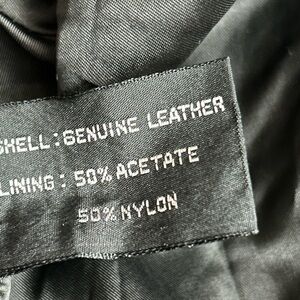 SHELL: GENUINE LEATHER
LINING: 50% ACETATE
50% NYLON